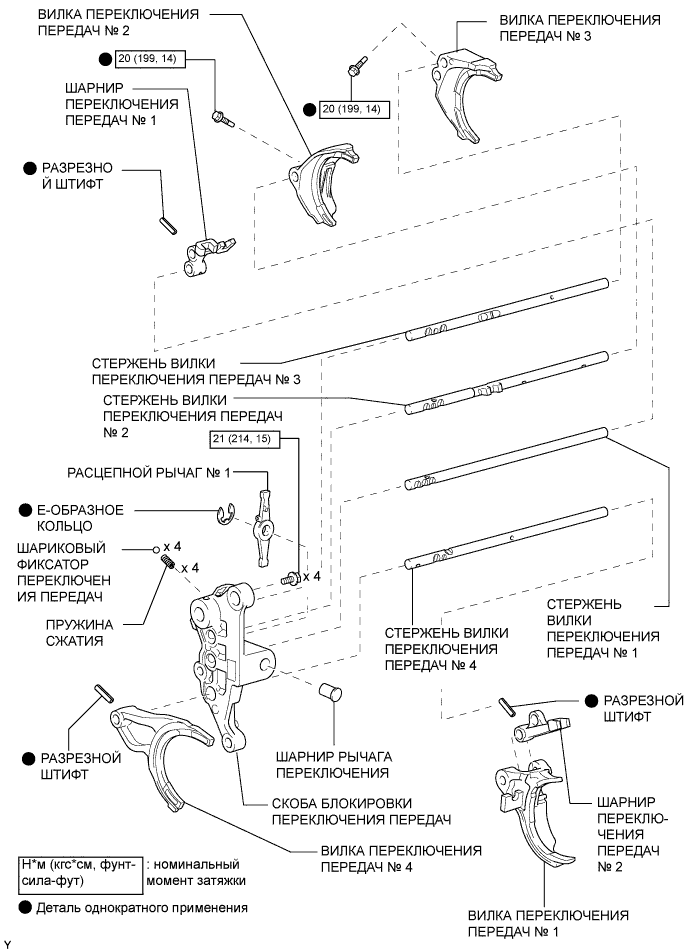 ВИЛКА ПЕРЕКЛЮЧЕНИЯ
ПЕРЕДАЧ № 2
ВИЛКА ПЕРЕКЛЮЧЕНИЯ
ПЕРЕДАЧ № 3
20 (199, 14)
ШАРНИР
ПЕРЕКЛЮЧЕНИЯ
ПЕРЕДАЧ № 1
20 (199, 14)
РАЗРЕЗНО
Й ШТИФТ
СТЕРЖЕНЬ ВИЛКИ
ПЕРЕКЛЮЧЕНИЯ ПЕРЕДАЧ № 3
СТЕРЖЕНЬ ВИЛКИ
ПЕРЕКЛЮЧЕНИЯ ПЕРЕДАЧ
№ 2
21 (214, 15)
РАСЦЕПНОЙ РЫЧАГ № 1
Е-ОБРАЗНОЕ
КОЛЬЦО
ШАРИКОВЫЙ
ФИКСАТОР
ПЕРЕКЛЮЧЕН
ИЯ ПЕРЕДАЧ
x 4
x 4
x 4
ПРУЖИНА
СЖАТИЯ
СТЕРЖЕНЬ ВИЛКИ
ПЕРЕКЛЮЧЕНИЯ
ПЕРЕДАЧ № 4
СТЕРЖЕНЬ
ВИЛКИ
ПЕРЕКЛЮЧЕНИЯ
ПЕРЕДАЧ № 1
РАЗРЕЗНОЙ
ШТИФТ
РАЗРЕЗНОЙ
ШТИФТ
ШАРНИР РЫЧАГА
ПЕРЕКЛЮЧЕНИЯ
СКОБА БЛОКИРОВКИ
ПЕРЕКЛЮЧЕНИЯ ПЕРЕДАЧ
ШАРНИР
ПЕРЕКЛЮ-
ЧЕНИЯ
ПЕРЕДАЧ
№ 2
ВИЛКА ПЕРЕКЛЮЧЕНИЯ
ПЕРЕДАЧ № 4
Н*м (кгс*см, фунт-
сила-фут)
: номинальный
момент затяжки
Деталь однократного применения
ВИЛКА ПЕРЕКЛЮЧЕНИЯ
ПЕРЕДАЧ № 1
Y